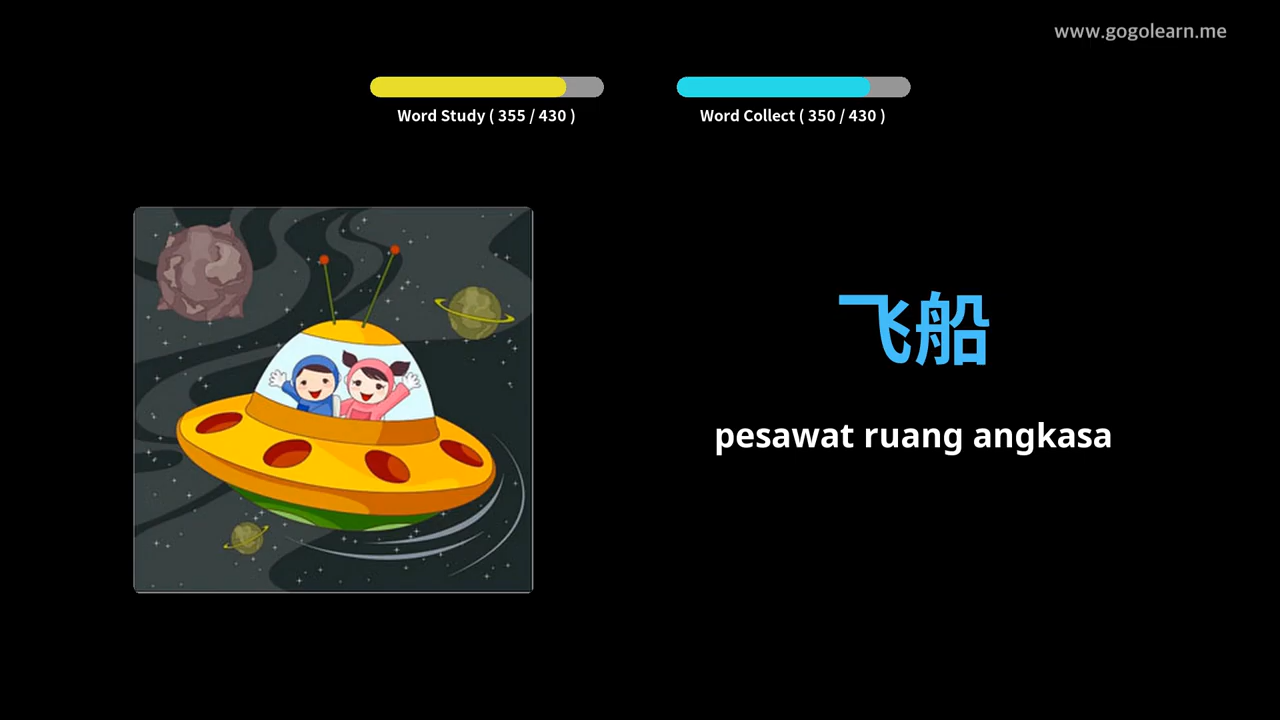 www.gogolearn.me
Word Study ( 355 / 430 )
Word Collect ( 350 / 430 )
飞船
pesawat ruang angkasa